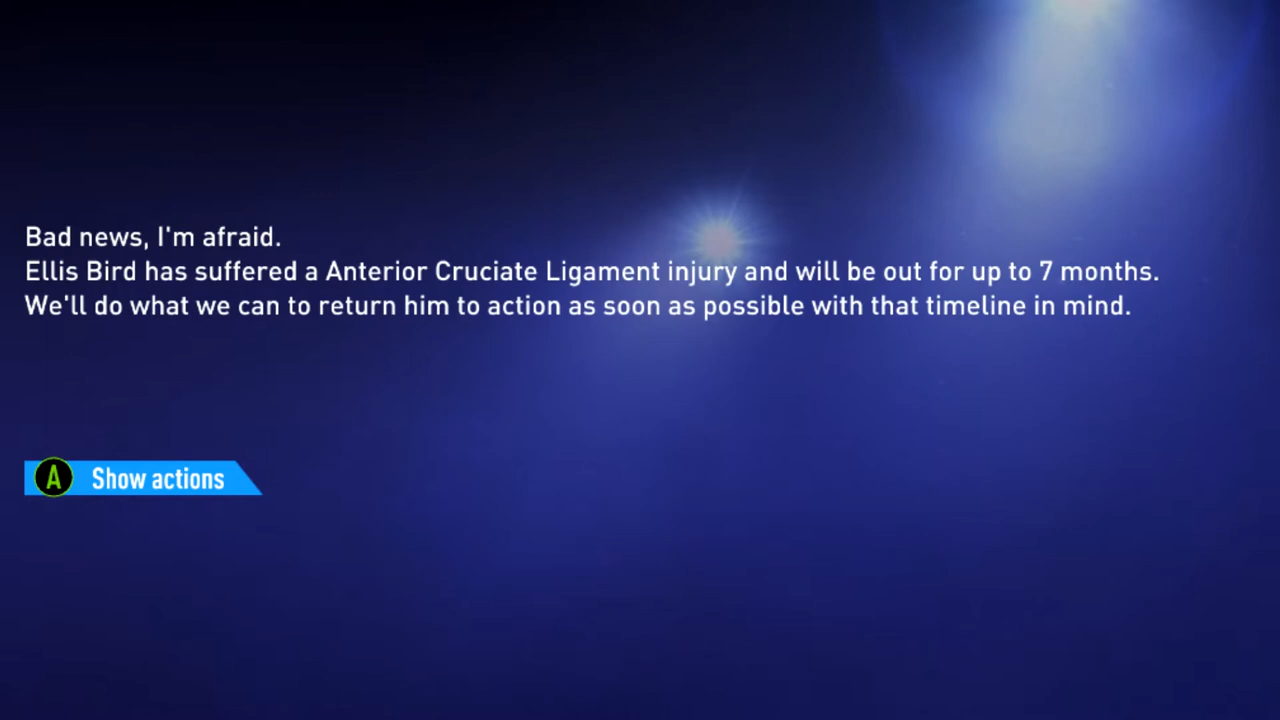 Bad news, I'm afraid.
Ellis Bird has suffered a Anterior Cruciate Ligament injury and will be out for up to 7 months.
We'll do what we can to return him to action as soon as possible with that timeline in mind.
A Show actions